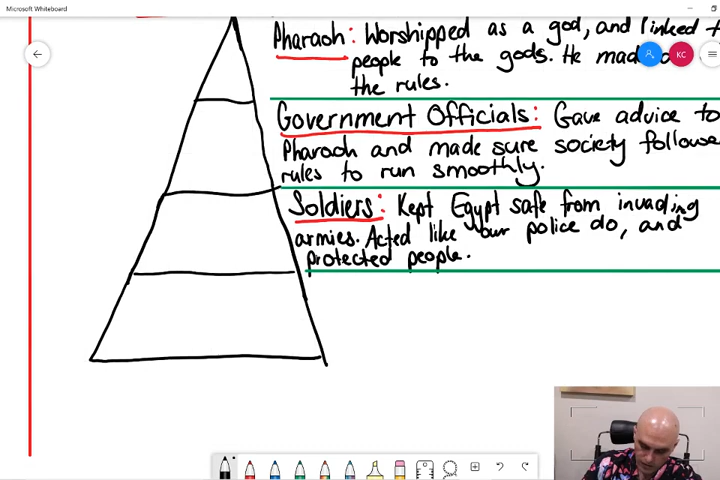 Microsoft Whiteboard
Pharaoh: Worshipped as a god, and linked
people to the gods. He mad
the rules.
KC
Government Officials: Gave advice to
Pharaoh and made sure society followe
rules to run smoothly.
Soldiers: Kept Egypt safe from invading
armies. Acted like our police do, and
protected people.